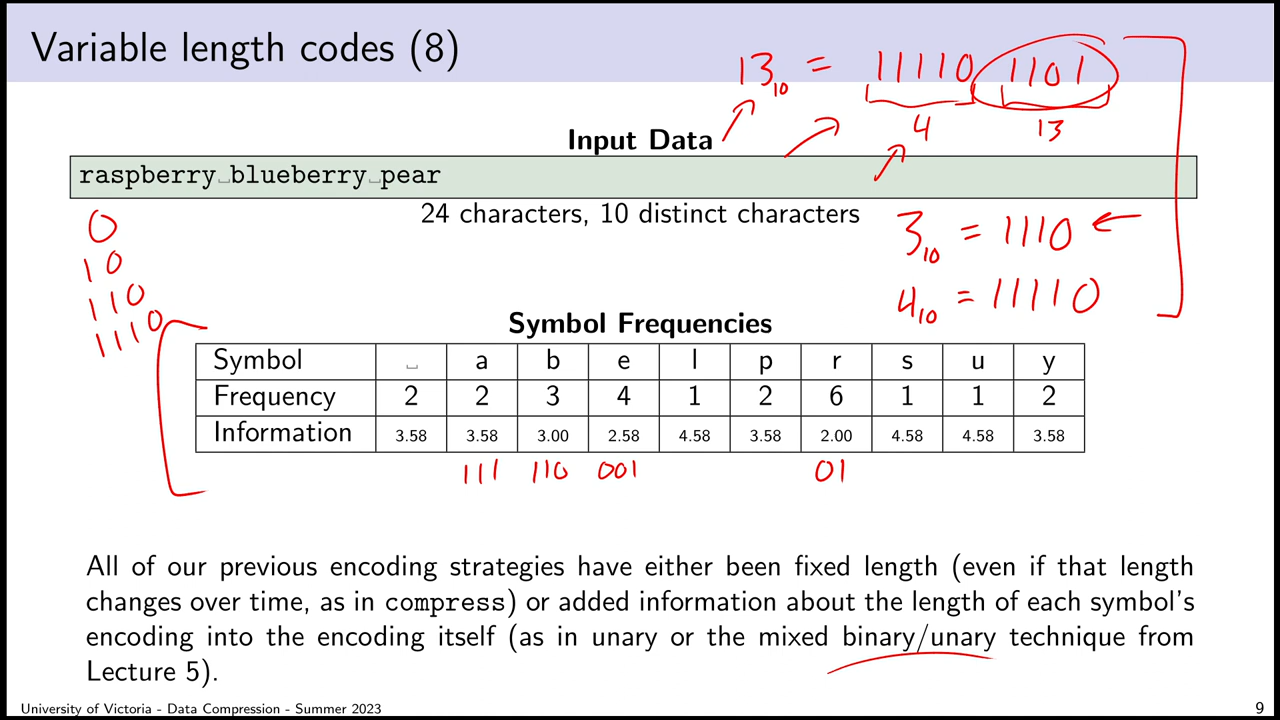 Variable length codes (8)
13₁₀ = 11110 1101
4 13
Input Data
raspberry␣blueberry␣pear
24 characters, 10 distinct characters
0
10
110
1110
3₁₀ = 1110
4₁₀ = 11110
Symbol Frequencies
Symbol ␣ a b e l p r s u y
Frequency 2 2 3 4 1 2 6 1 1 2
Information 3.58 3.58 3.00 2.58 4.58 3.58 2.00 4.58 4.58 3.58
111 110 001 01
All of our previous encoding strategies have either been fixed length (even if that length
changes over time, as in compress) or added information about the length of each symbol's
encoding into the encoding itself (as in unary or the mixed binary/unary technique from
Lecture 5).
University of Victoria - Data Compression - Summer 2023 9